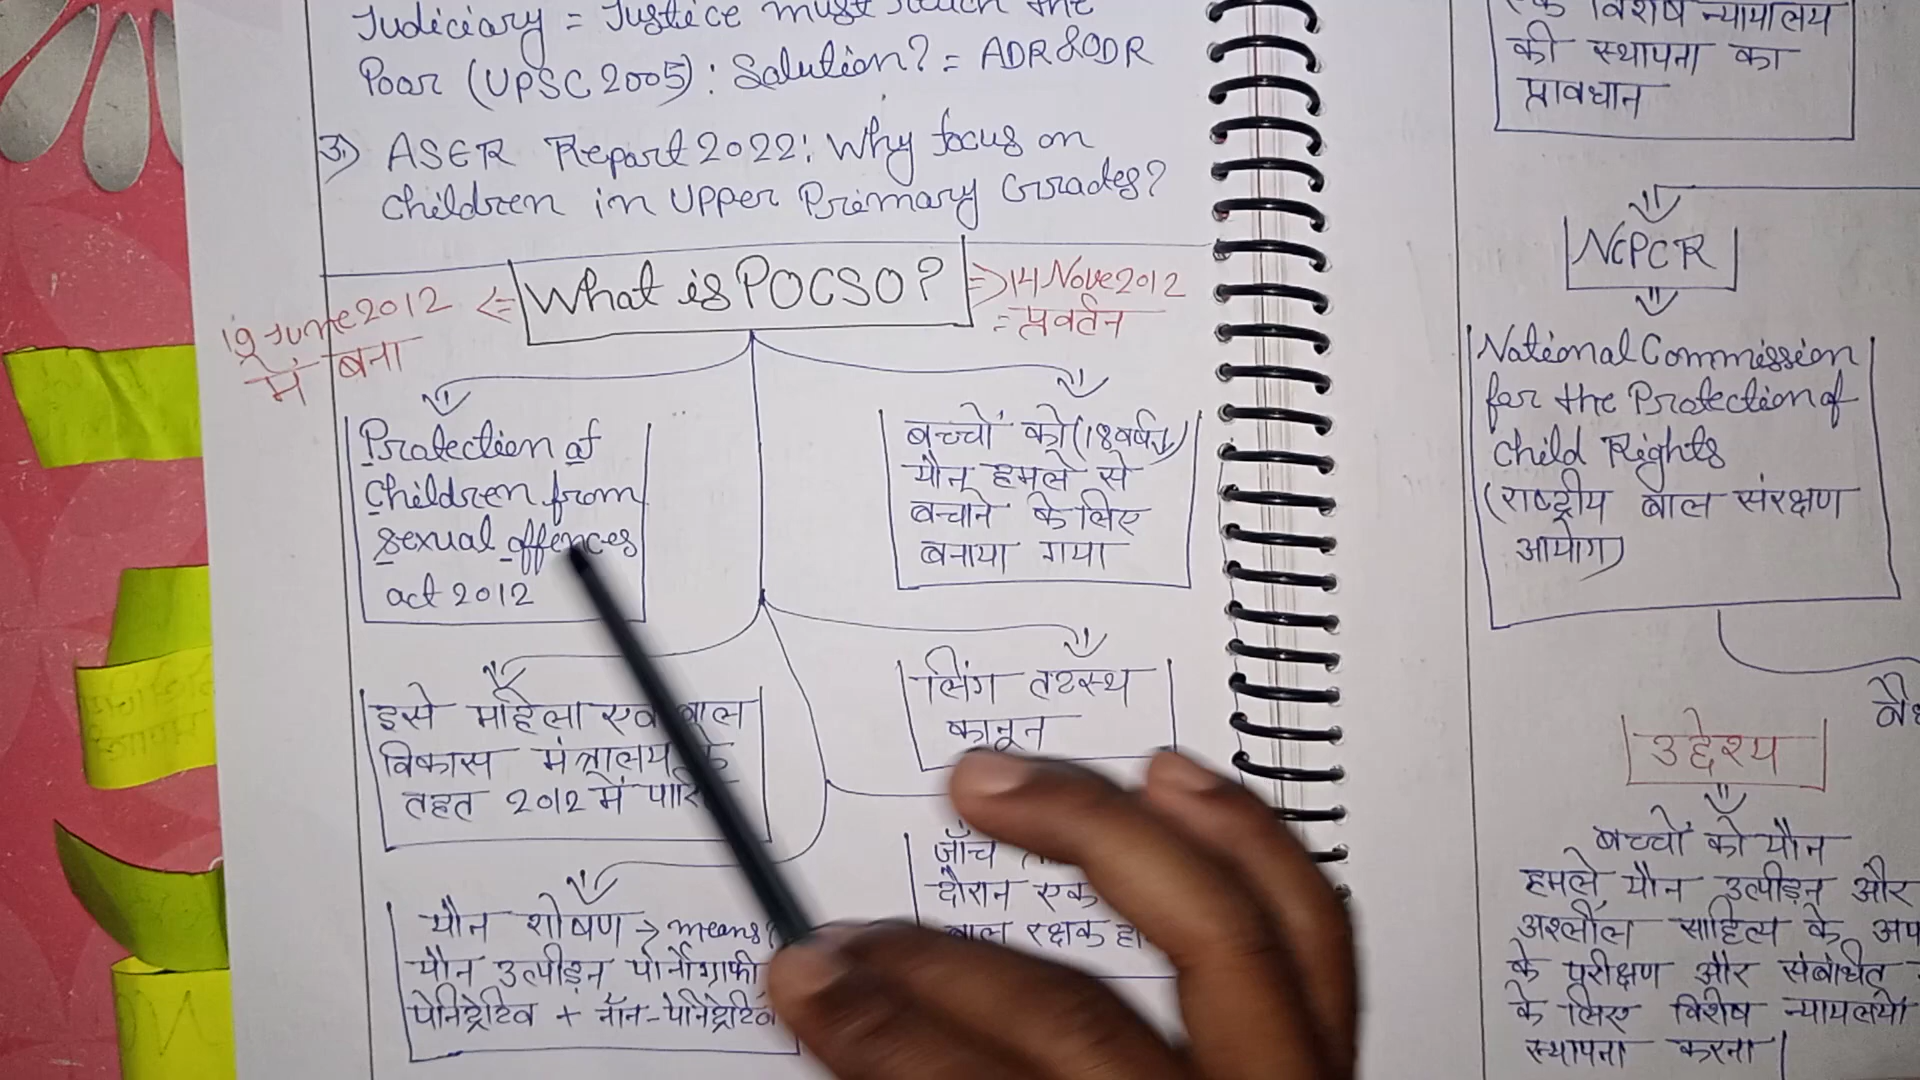 Judiciary = Justice must reach the
Poor (UPSC 2005) : Solution? = ADR & ODR
3) ASER Report 2022: Why focus on
children in Upper Primary Grades?
What is POCSO?
19 June 2012
में बना
14 Nove 2012
= प्रवर्तन
Protection of
children from
sexual offences
act 2012
बच्चों को (18 वर्ष)
यौन हमले से
बचाने के लिए
बनाया गया
इसे महिला एवं बाल
विकास मंत्रालय के
तहत 2012 में
लिंग तटस्थ
कानून
यौन शोषण → means?
यौन उत्पीड़न पोर्नोग्राफी
पेनिट्रेटिव + नॉन-पेनिट्रेटिव
जाँच
दौरान एक
बाल रक्षक
विशेष न्यायालय
की स्थापना का
प्रावधान
NCPCR
National Commission
for the Protection of
Child Rights
(राष्ट्रीय बाल संरक्षण
आयोग)
उद्देश्य
बच्चों को यौन
हमले, यौन उत्पीड़न और
अश्लील साहित्य के
के परीक्षण और संबंधित
के लिए विशेष न्यायलयों
स्थापना करना